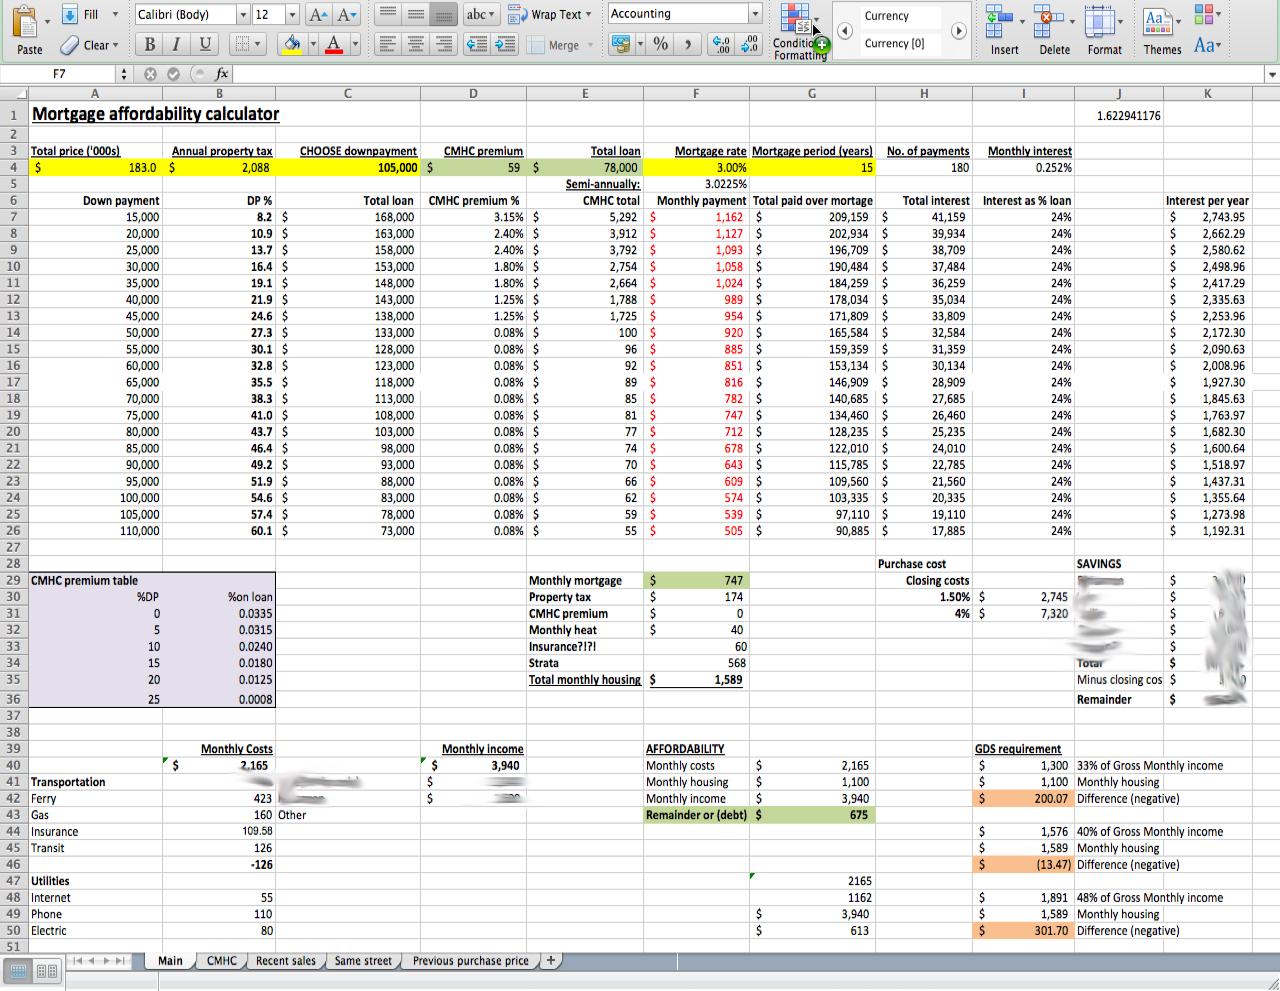 Fill Calibri (Body) 12 A A abc Wrap Text Accounting Currency
Paste Clear B I U A Merge % , .0 .00 .00 .0 Conditio Formatting Currency [0] Insert Delete Format Themes Aa
F7 fx
A B C D E F G H I J K
1 Mortgage affordability calculator 1.622941176
2
3 Total price ('000s) Annual property tax CHOOSE downpayment CMHC premium Total loan Mortgage rate Mortgage period (years) No. of payments Monthly interest
4 $ 183.0 $ 2,088 105,000 $ 59 $ 78,000 3.00% 15 180 0.252%
5 Semi-annually: 3.0225%
6 Down payment DP % Total loan CMHC premium % CMHC total Monthly payment Total paid over mortage Total interest Interest as % loan Interest per year
7 15,000 8.2 $ 168,000 3.15% $ 5,292 $ 1,162 $ 209,159 $ 41,159 24% $ 2,743.95
8 20,000 10.9 $ 163,000 2.40% $ 3,912 $ 1,127 $ 202,934 $ 39,934 24% $ 2,662.29
9 25,000 13.7 $ 158,000 2.40% $ 3,792 $ 1,093 $ 196,709 $ 38,709 24% $ 2,580.62
10 30,000 16.4 $ 153,000 1.80% $ 2,754 $ 1,058 $ 190,484 $ 37,484 24% $ 2,498.96
11 35,000 19.1 $ 148,000 1.80% $ 2,664 $ 1,024 $ 184,259 $ 36,259 24% $ 2,417.29
12 40,000 21.9 $ 143,000 1.25% $ 1,788 $ 989 $ 178,034 $ 35,034 24% $ 2,335.63
13 45,000 24.6 $ 138,000 1.25% $ 1,725 $ 954 $ 171,809 $ 33,809 24% $ 2,253.96
14 50,000 27.3 $ 133,000 0.08% $ 100 $ 920 $ 165,584 $ 32,584 24% $ 2,172.30
15 55,000 30.1 $ 128,000 0.08% $ 96 $ 885 $ 159,359 $ 31,359 24% $ 2,090.63
16 60,000 32.8 $ 123,000 0.08% $ 92 $ 851 $ 153,134 $ 30,134 24% $ 2,008.96
17 65,000 35.5 $ 118,000 0.08% $ 89 $ 816 $ 146,909 $ 28,909 24% $ 1,927.30
18 70,000 38.3 $ 113,000 0.08% $ 85 $ 782 $ 140,685 $ 27,685 24% $ 1,845.63
19 75,000 41.0 $ 108,000 0.08% $ 81 $ 747 $ 134,460 $ 26,460 24% $ 1,763.97
20 80,000 43.7 $ 103,000 0.08% $ 77 $ 712 $ 128,235 $ 25,235 24% $ 1,682.30
21 85,000 46.4 $ 98,000 0.08% $ 74 $ 678 $ 122,010 $ 24,010 24% $ 1,600.64
22 90,000 49.2 $ 93,000 0.08% $ 70 $ 643 $ 115,785 $ 22,785 24% $ 1,518.97
23 95,000 51.9 $ 88,000 0.08% $ 66 $ 609 $ 109,560 $ 21,560 24% $ 1,437.31
24 100,000 54.6 $ 83,000 0.08% $ 62 $ 574 $ 103,335 $ 20,335 24% $ 1,355.64
25 105,000 57.4 $ 78,000 0.08% $ 59 $ 539 $ 97,110 $ 19,110 24% $ 1,273.98
26 110,000 60.1 $ 73,000 0.08% $ 55 $ 505 $ 90,885 $ 17,885 24% $ 1,192.31
27
28 Purchase cost SAVINGS
29 CMHC premium table Monthly mortgage $ 747 Closing costs $
30 %DP %on loan Property tax $ 174 1.50% $ 2,745 $
31 0 0.0335 CMHC premium $ 0 4% $ 7,320 $
32 5 0.0315 Monthly heat $ 40 $
33 10 0.0240 Insurance?!?! 60 $
34 15 0.0180 Strata 568 Total $
35 20 0.0125 Total monthly housing $ 1,589 Minus closing cos $
36 25 0.0008 Remainder $
37
38
39 Monthly Costs Monthly income AFFORDABILITY GDS requirement
40 $ 2,165 $ 3,940 Monthly costs $ 2,165 $ 1,300 33% of Gross Monthly income
41 Transportation $ Monthly housing $ 1,100 $ 1,100 Monthly housing
42 Ferry 423 $ Monthly income $ 3,940 $ 200.07 Difference (negative)
43 Gas 160 Other Remainder or (debt) $ 675
44 Insurance 109.58 $ 1,576 40% of Gross Monthly income
45 Transit 126 $ 1,589 Monthly housing
46 -126 $ (13.47) Difference (negative)
47 Utilities 2165
48 Internet 55 1162 $ 1,891 48% of Gross Monthly income
49 Phone 110 $ 3,940 $ 1,589 Monthly housing
50 Electric 80 $ 613 $ 301.70 Difference (negative)
51
Main CMHC Recent sales Same street Previous purchase price +